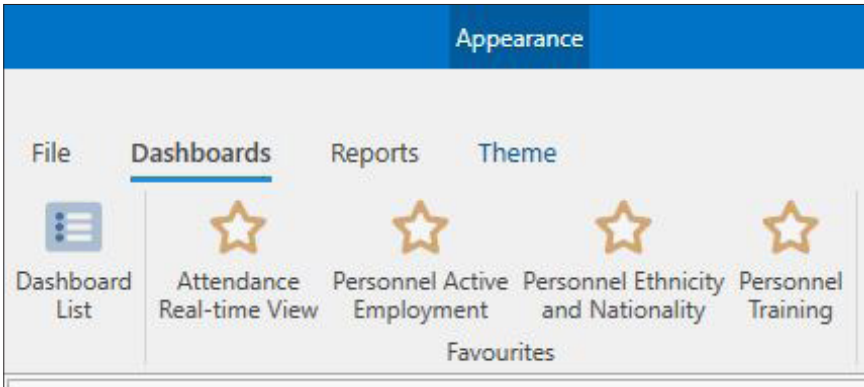 Appearance
File Dashboards Reports Theme
Dashboard List
Attendance Real-time View
Personnel Active Employment
Personnel Ethnicity and Nationality
Personnel Training
Favourites